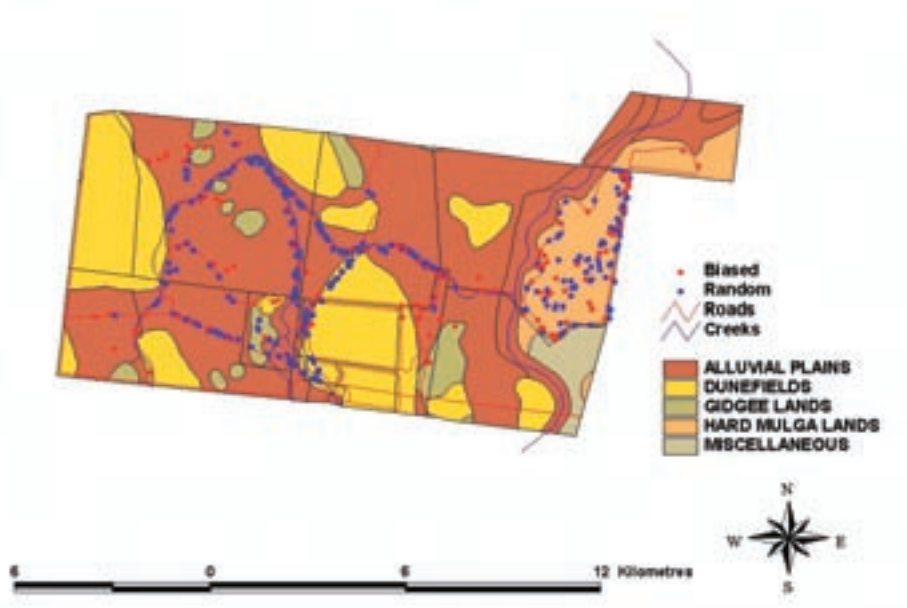 Biased
Random
Roads
Creeks
ALLUVIAL PLAINS
DUNEFIELDS
GIDGEE LANDS
HARD MULGA LANDS
MISCELLANEOUS
N
W E
S
6 0 6 12 Kilometres